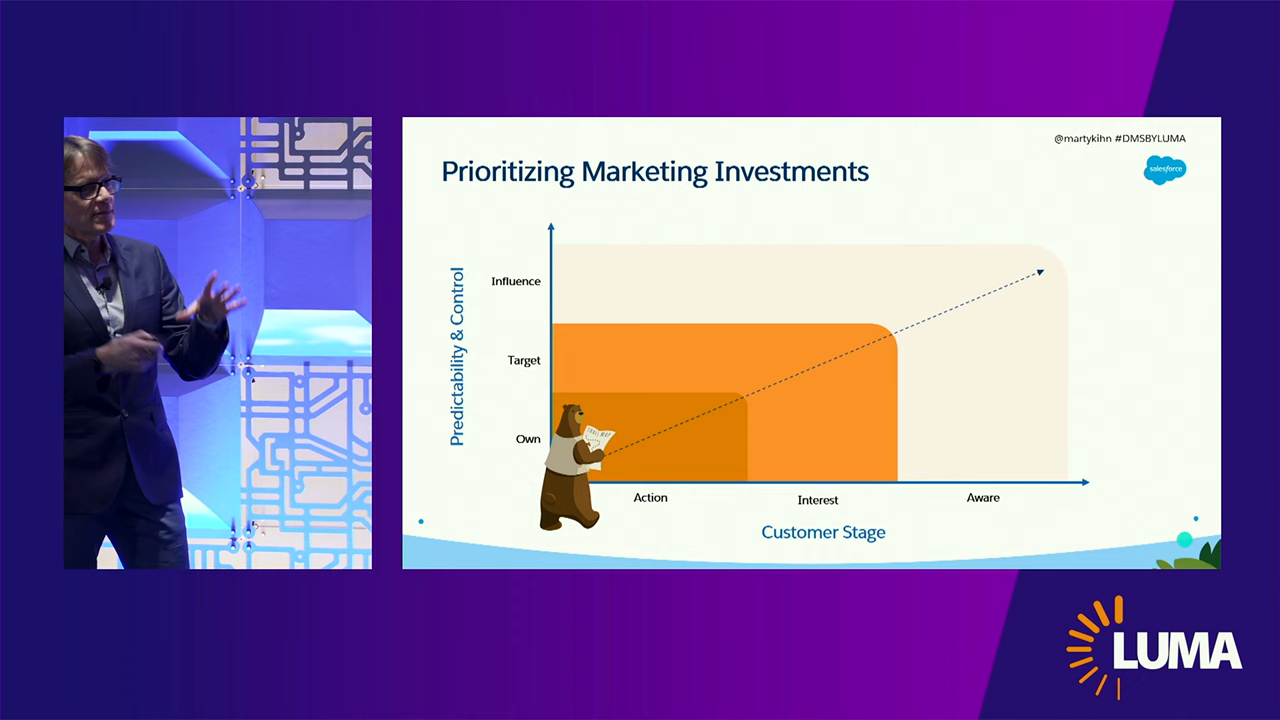 @martykihn #DMSBYLUMA
Prioritizing Marketing Investments
salesforce
Predictability & Control
Influence
Target
Own
Action
Interest
Aware
Customer Stage
LUMA